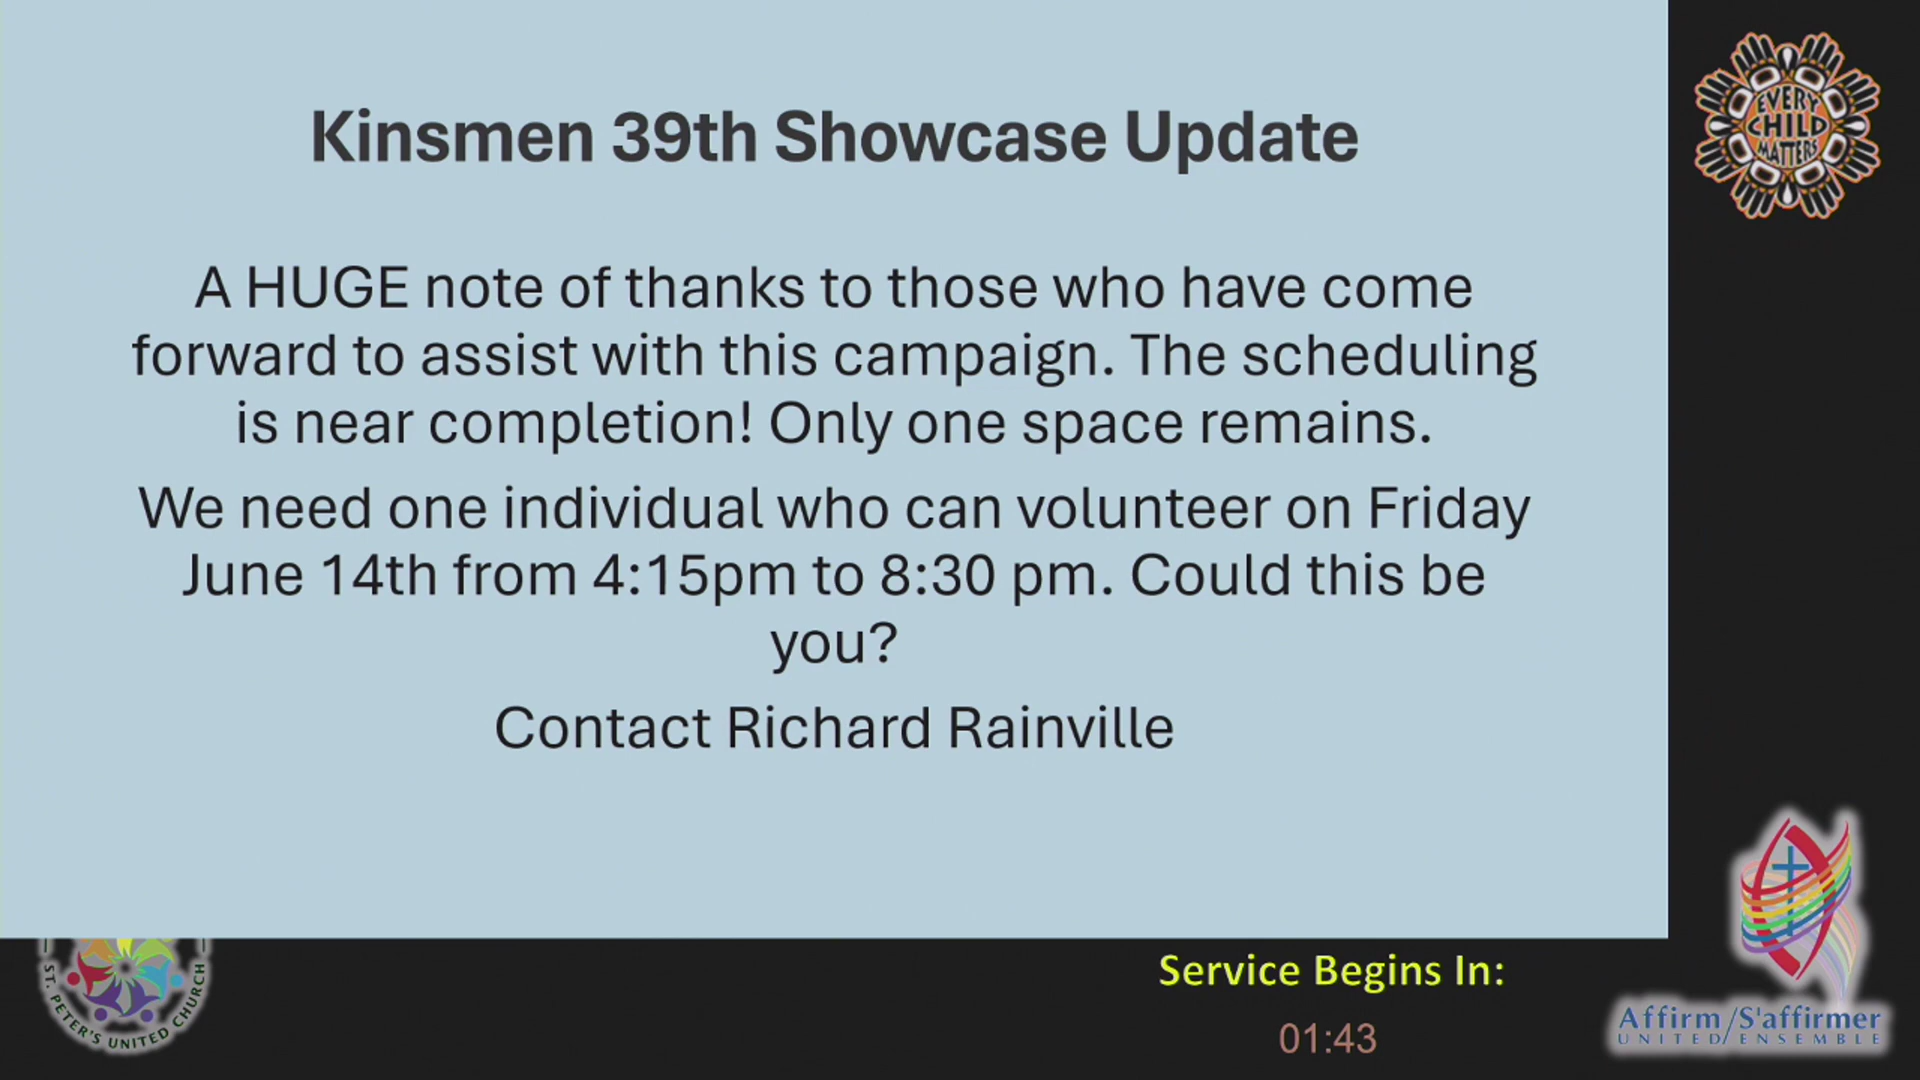 Kinsmen 39th Showcase Update
A HUGE note of thanks to those who have come
forward to assist with this campaign. The scheduling
is near completion! Only one space remains.
We need one individual who can volunteer on Friday
June 14th from 4:15pm to 8:30 pm. Could this be
you?
Contact Richard Rainville
EVERY
CHILD
MATTERS
ST. PETER'S UNITED CHURCH
Service Begins In:
01:43
Affirm/S'affirmer
UNITED/ENSEMBLE